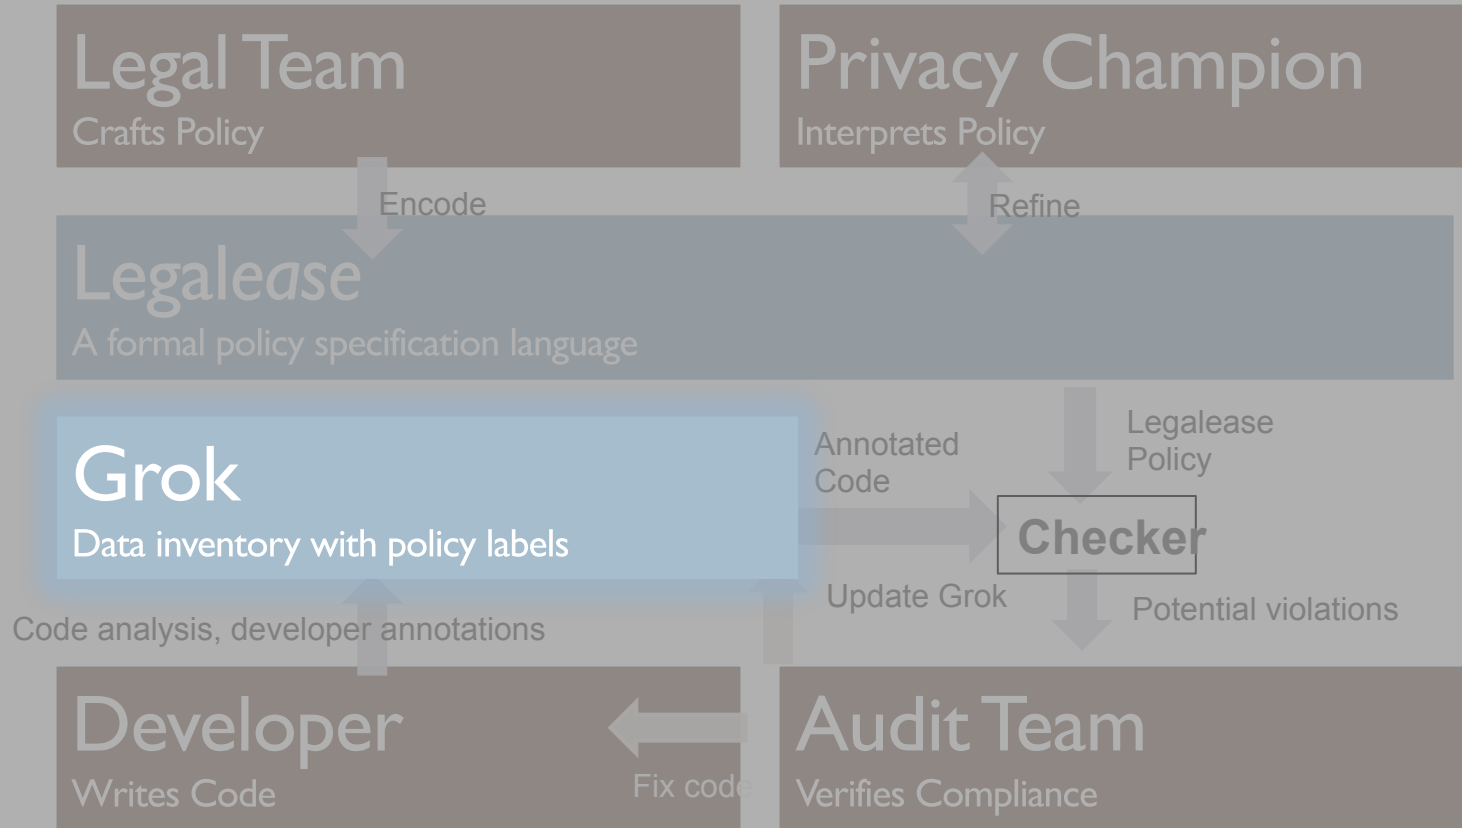 Legal Team
Crafts Policy
Privacy Champion
Interprets Policy
Encode
Refine
Legalease
A formal policy specification language
Grok
Data inventory with policy labels
Annotated
Code
Legalease
Policy
Checker
Update Grok
Potential violations
Code analysis, developer annotations
Developer
Writes Code
Fix code
Audit Team
Verifies Compliance